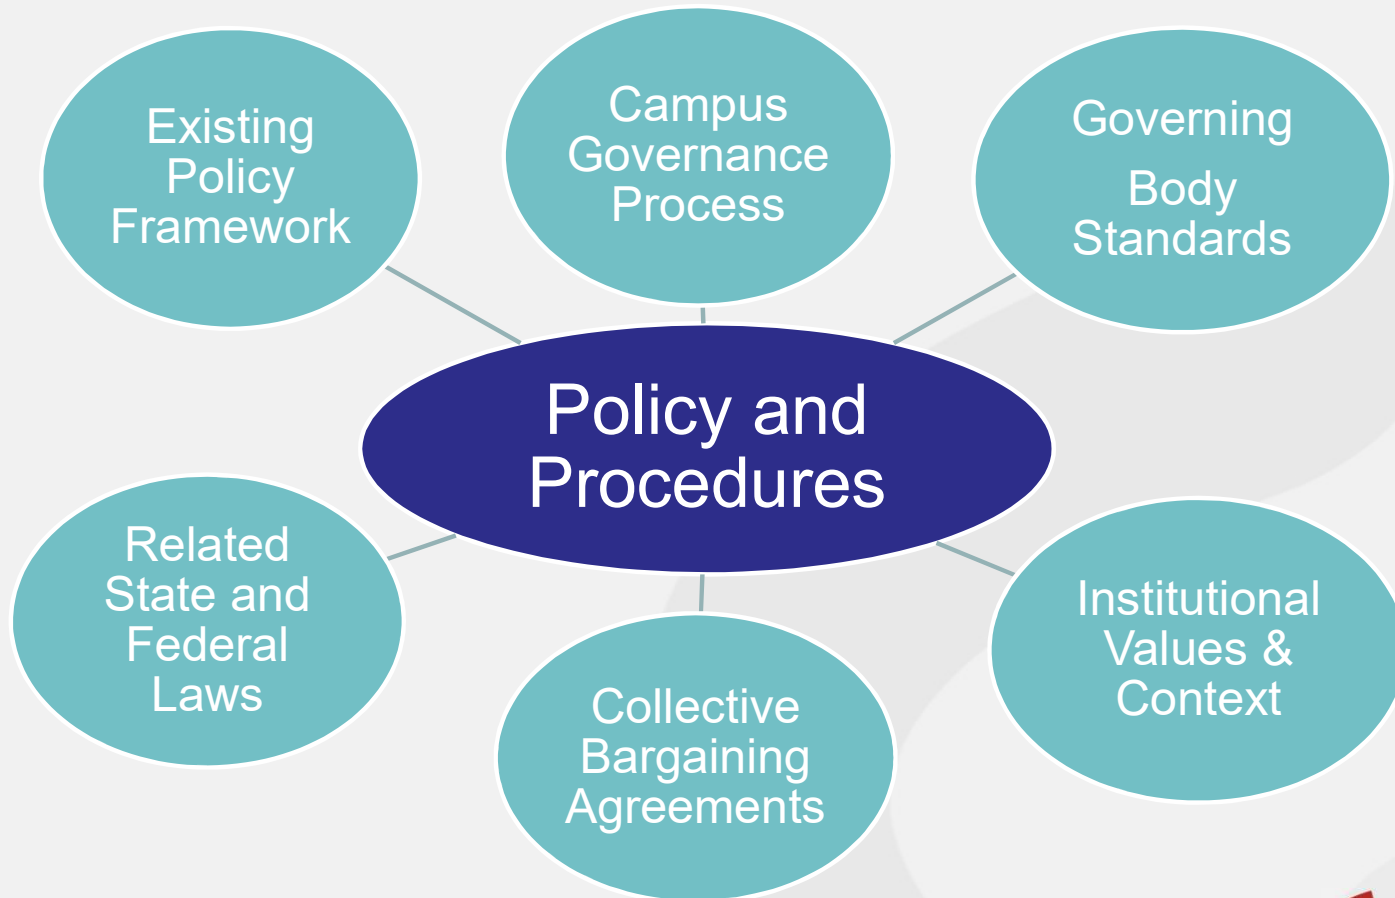 Existing
Policy
Framework
Campus
Governance
Process
Governing
Body
Standards
Policy and
Procedures
Related
State and
Federal
Laws
Collective
Bargaining
Agreements
Institutional
Values &
Context